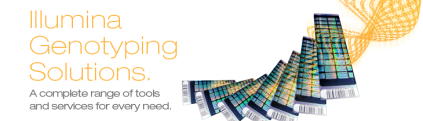 Illumina
Genotyping
Solutions.
A complete range of tools
and services for every need.